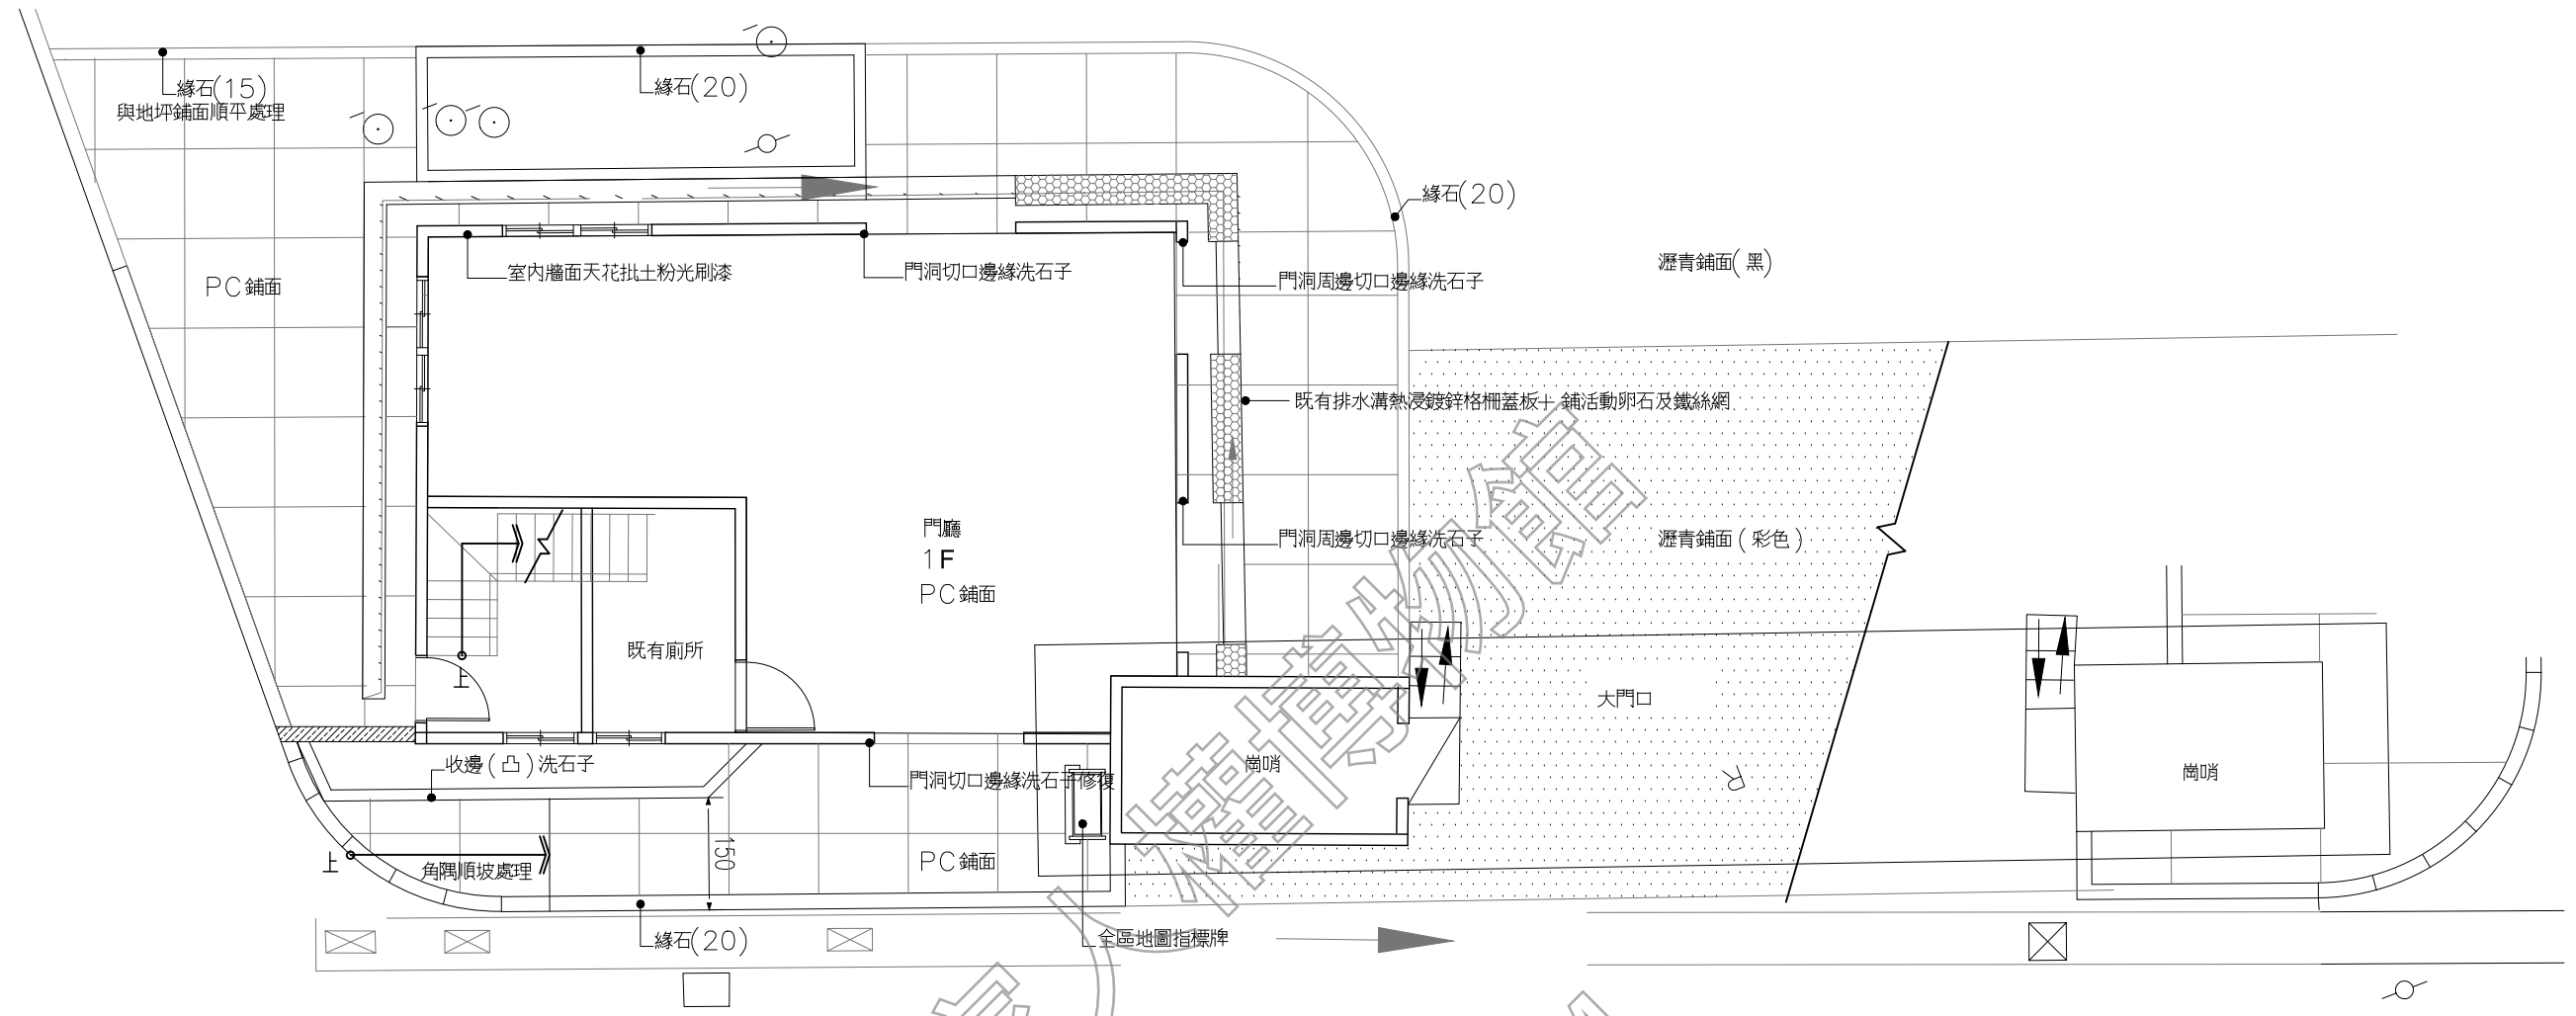 緣石(15)
與地坪鋪面順平處理
緣石(20)
緣石(20)
瀝青鋪面(黑)
室內牆面天花批土粉光刷漆
門洞切口邊緣洗石子
門洞周邊切口邊緣洗石子
PC鋪面
既有排水溝熱浸鍍鋅格柵蓋板+鋪活動卵石及鐵絲網
門廳
1F
PC鋪面
門洞周邊切口邊緣洗石子
瀝青鋪面(彩色)
既有廁所
上
大門口
收邊(凸)洗石子
門洞切口邊緣洗石子修復
崗哨
崗哨
R
150
上
角隅順坡處理
PC鋪面
緣石(20)
全區地圖指標牌
人權博物館